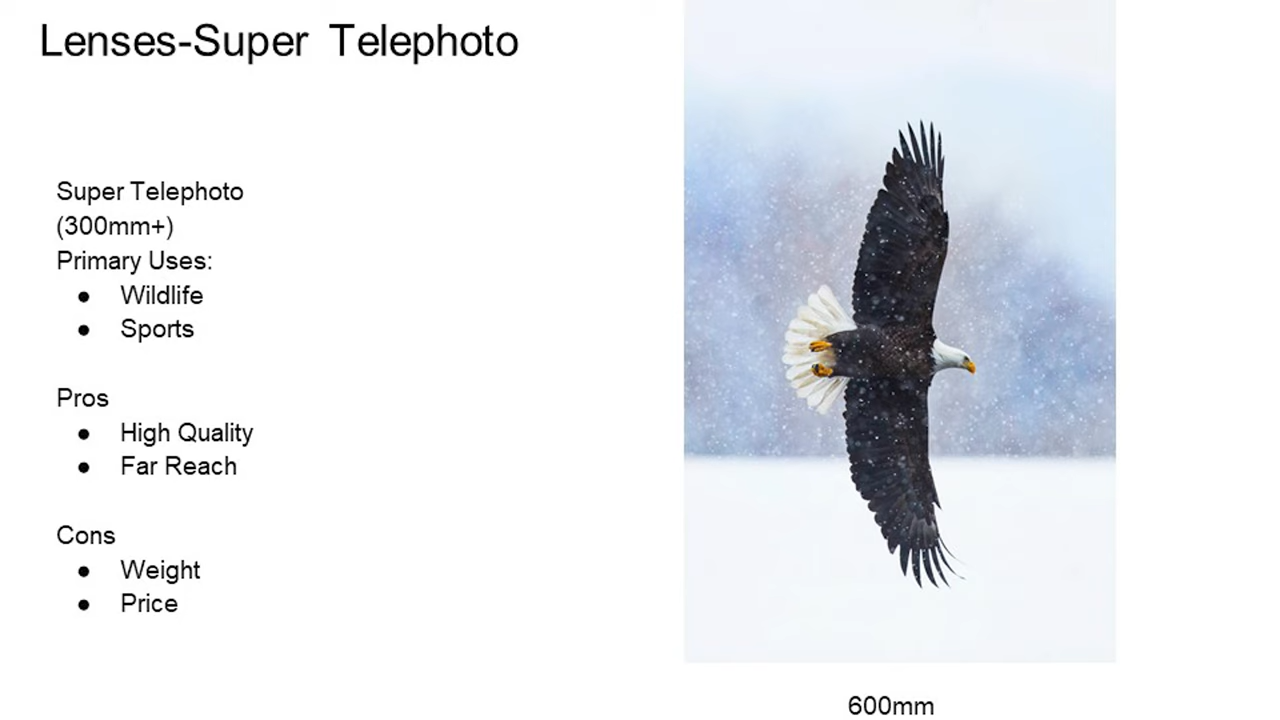 Lenses-Super Telephoto
Super Telephoto
(300mm+)
Primary Uses:
● Wildlife
● Sports
Pros
● High Quality
● Far Reach
Cons
● Weight
● Price
600mm